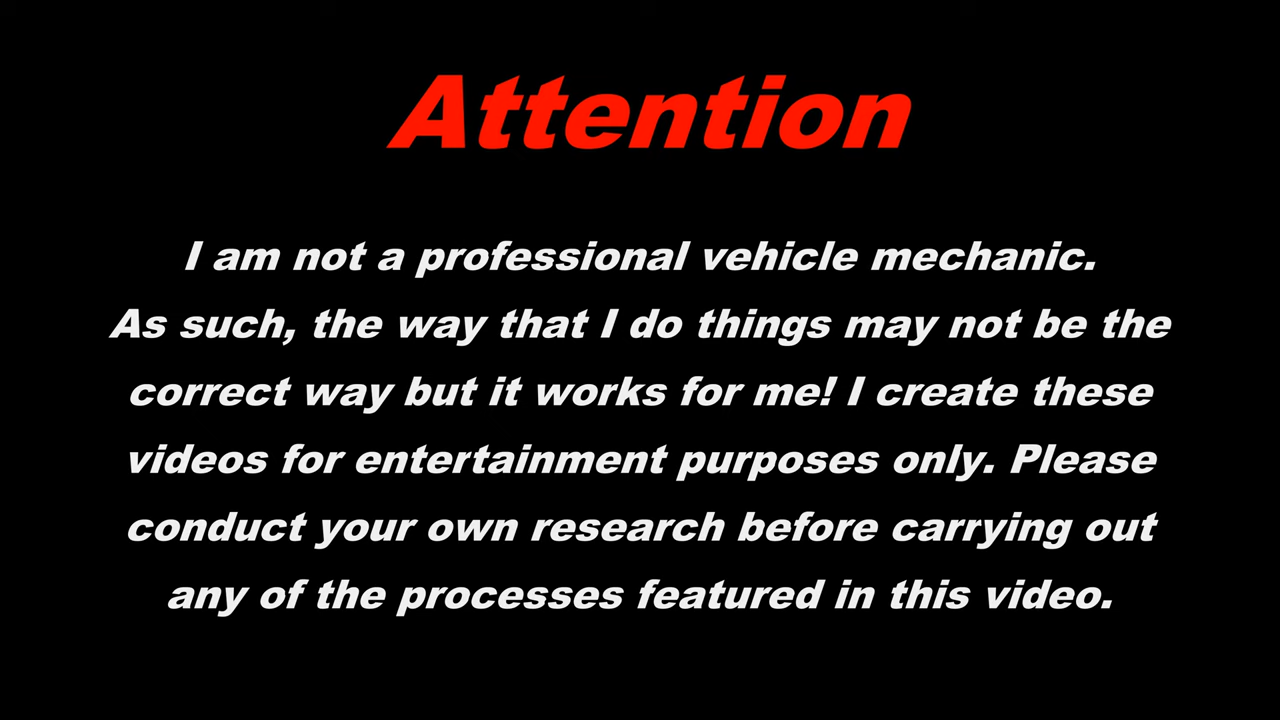 Attention
I am not a professional vehicle mechanic.
As such, the way that I do things may not be the
correct way but it works for me! I create these
videos for entertainment purposes only. Please
conduct your own research before carrying out
any of the processes featured in this video.